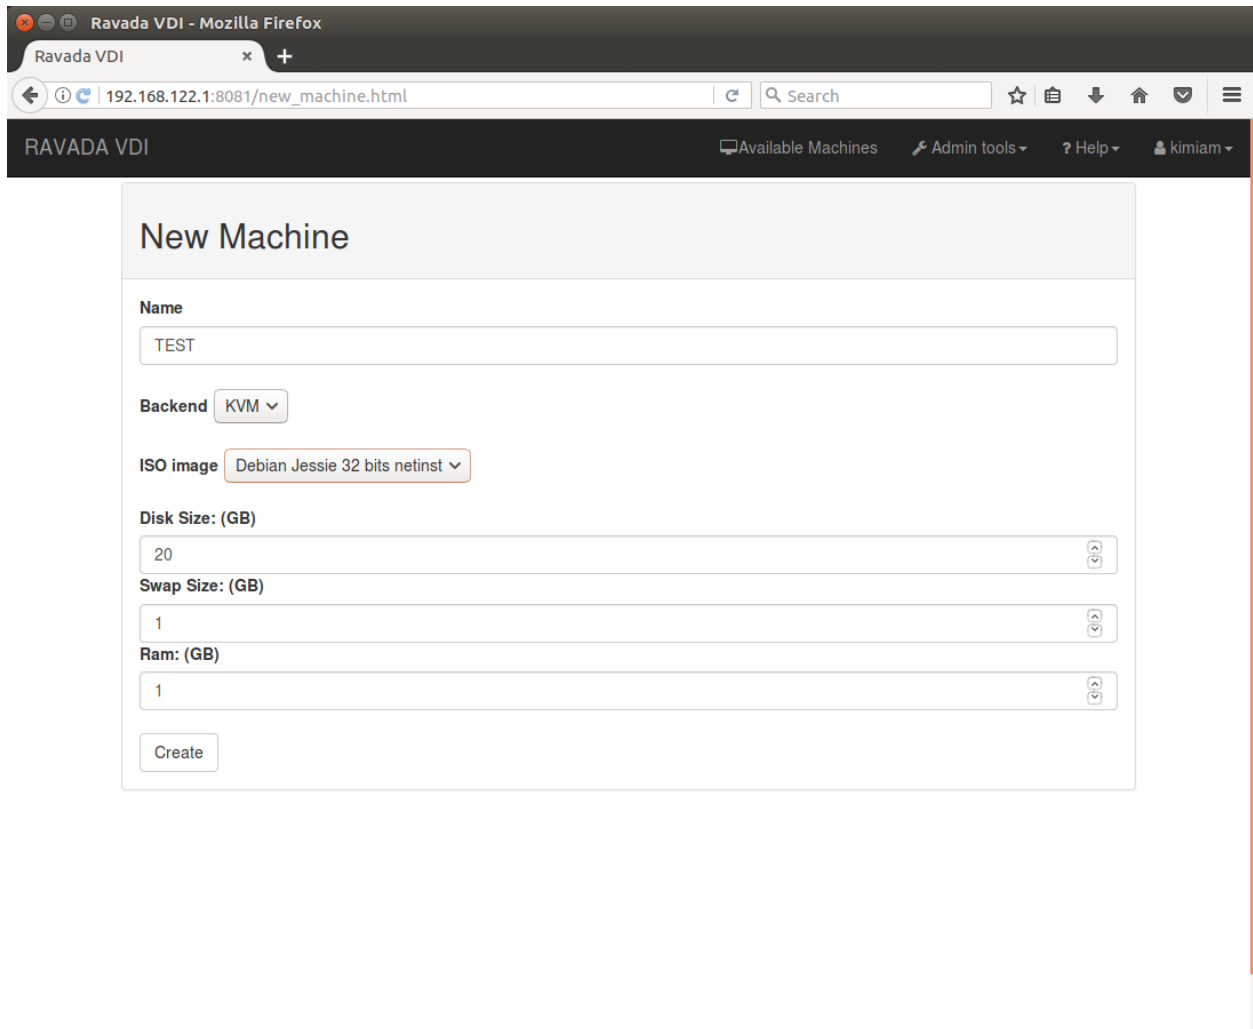 Ravada VDI - Mozilla Firefox
Ravada VDI
192.168.122.1:8081/new_machine.html
Search
RAVADA VDI
Available Machines
Admin tools
? Help
kimiam
New Machine
Name
TEST
Backend KVM
ISO image Debian Jessie 32 bits netinst
Disk Size: (GB)
20
Swap Size: (GB)
1
Ram: (GB)
1
Create